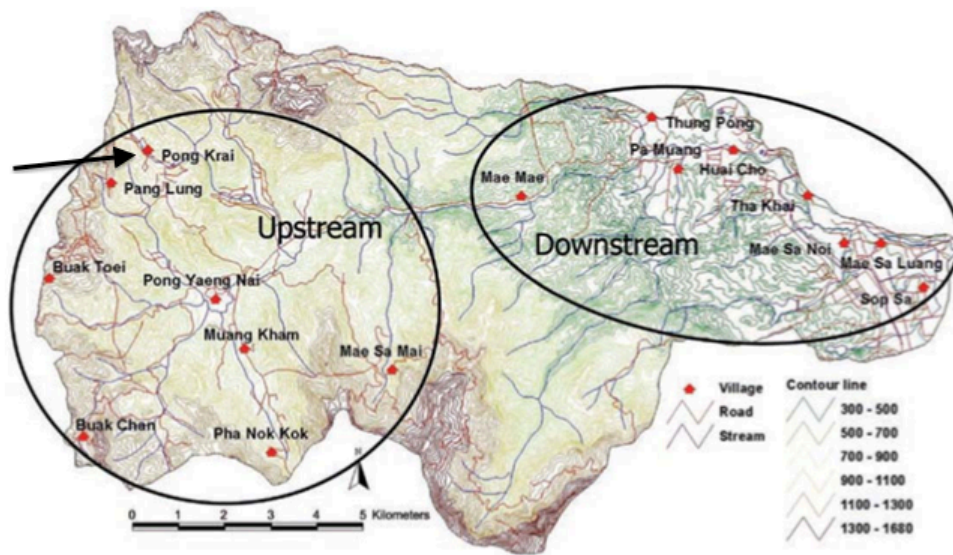 Thung Pong
Pong Krai
Pa Muang
Huai Cho
Pang Lung
Mae Mae
Tha Khai
Upstream
Downstream
Mae Sa Noi
Buak Toei
Mae Sa Luang
Pong Yaeng Nai
Sop Sa
Muang Kham
Mae Sa Mai
Buak Chan
Pha Nok Kok
N
0 1 2 3 4 5 Kilometers
Village
Road
Stream
Contour line
300 - 500
500 - 700
700 - 900
900 - 1100
1100 - 1300
1300 - 1680